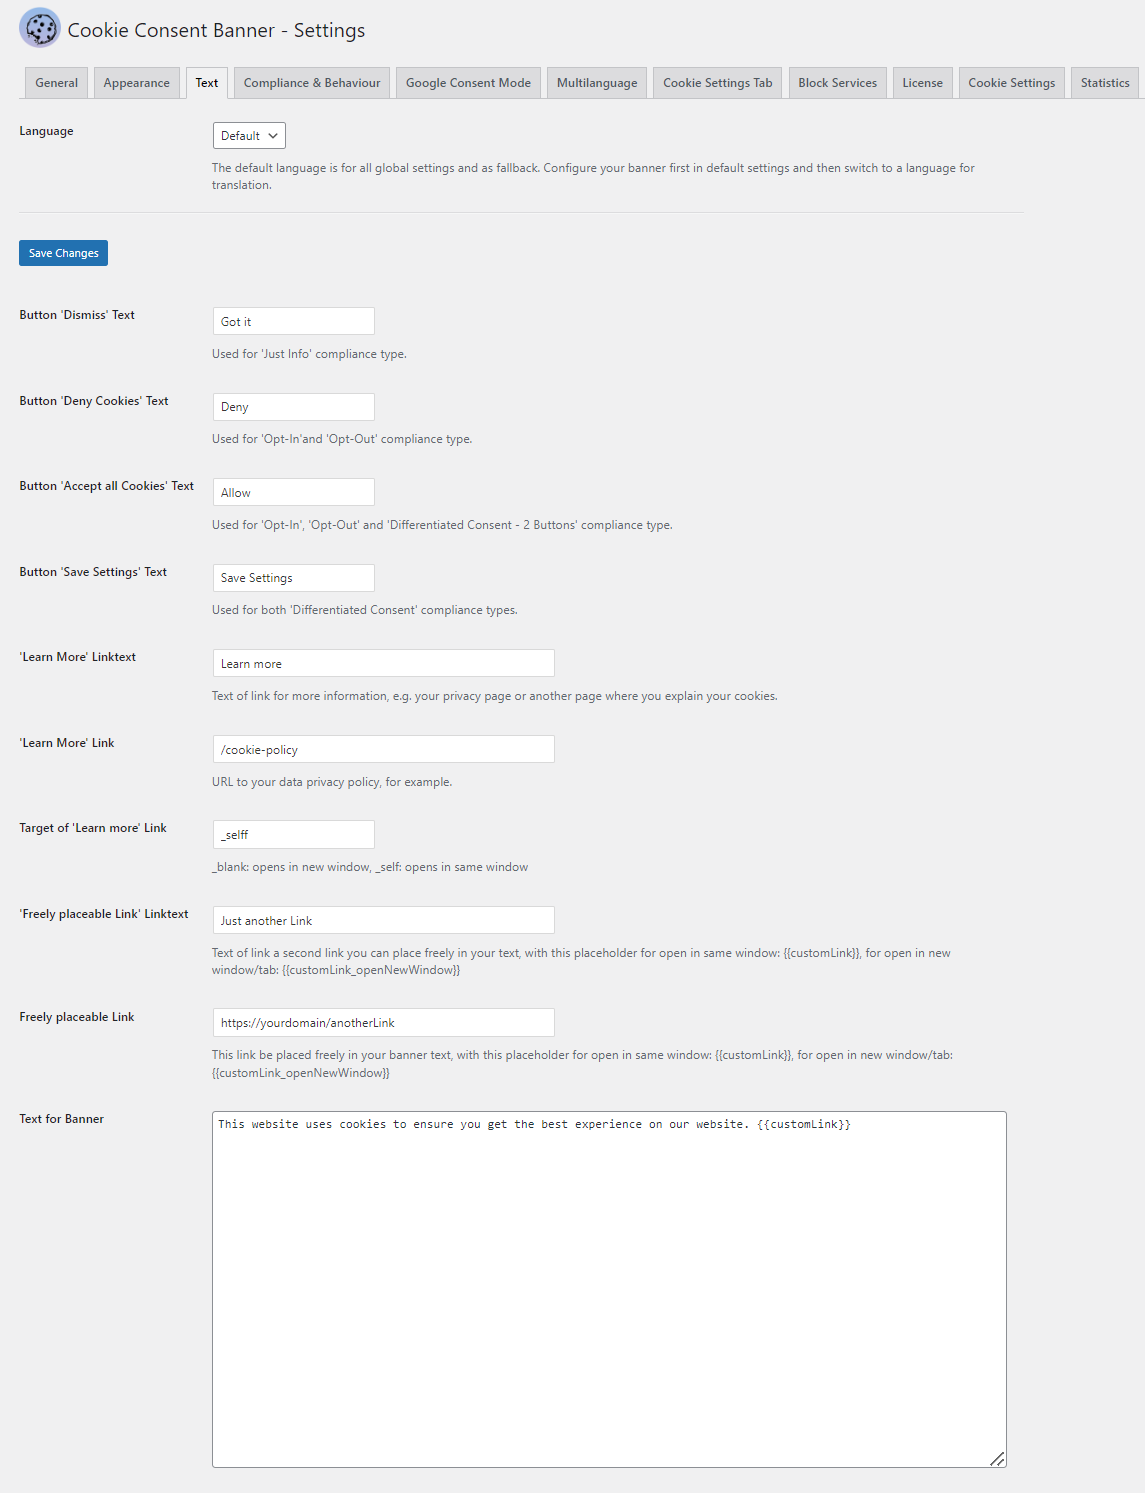 Cookie Consent Banner - Settings
General Appearance Text Compliance & Behaviour Google Consent Mode Multilanguage Cookie Settings Tab Block Services License Cookie Settings Statistics
Language
Default
The default language is for all global settings and as fallback. Configure your banner first in default settings and then switch to a language for
translation.
Save Changes
Button 'Dismiss' Text
Got it
Used for 'Just Info' compliance type.
Button 'Deny Cookies' Text
Deny
Used for 'Opt-In'and 'Opt-Out' compliance type.
Button 'Accept all Cookies' Text
Allow
Used for 'Opt-In', 'Opt-Out' and 'Differentiated Consent - 2 Buttons' compliance type.
Button 'Save Settings' Text
Save Settings
Used for both 'Differentiated Consent' compliance types.
'Learn More' Linktext
Learn more
Text of link for more information, e.g. your privacy page or another page where you explain your cookies.
'Learn More' Link
/cookie-policy
URL to your data privacy policy, for example.
Target of 'Learn more' Link
_selff
_blank: opens in new window, _self: opens in same window
'Freely placeable Link' Linktext
Just another Link
Text of link a second link you can place freely in your text, with this placeholder for open in same window: {{customLink}}, for open in new
window/tab: {{customLink_openNewWindow}}
Freely placeable Link
https://yourdomain/anotherLink
This link be placed freely in your banner text, with this placeholder for open in same window: {{customLink}}, for open in new window/tab:
{{customLink_openNewWindow}}
Text for Banner
This website uses cookies to ensure you get the best experience on our website. {{customLink}}